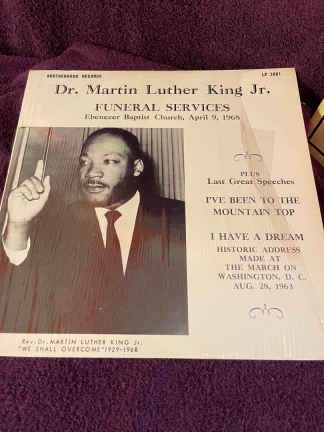 BROTHERHOOD RECORDS LP 2001
Dr. Martin Luther King Jr.
FUNERAL SERVICES
Ebenezer Baptist Church, April 9, 1968
PLUS
Last Great Speeches
I'VE BEEN TO THE
MOUNTAIN TOP
I HAVE A DREAM
HISTORIC ADDRESS
MADE AT
THE MARCH ON
WASHINGTON, D. C.
AUG. 28, 1963
Rev. Dr. MARTIN LUTHER KING Jr.
"WE SHALL OVERCOME" 1929-1968